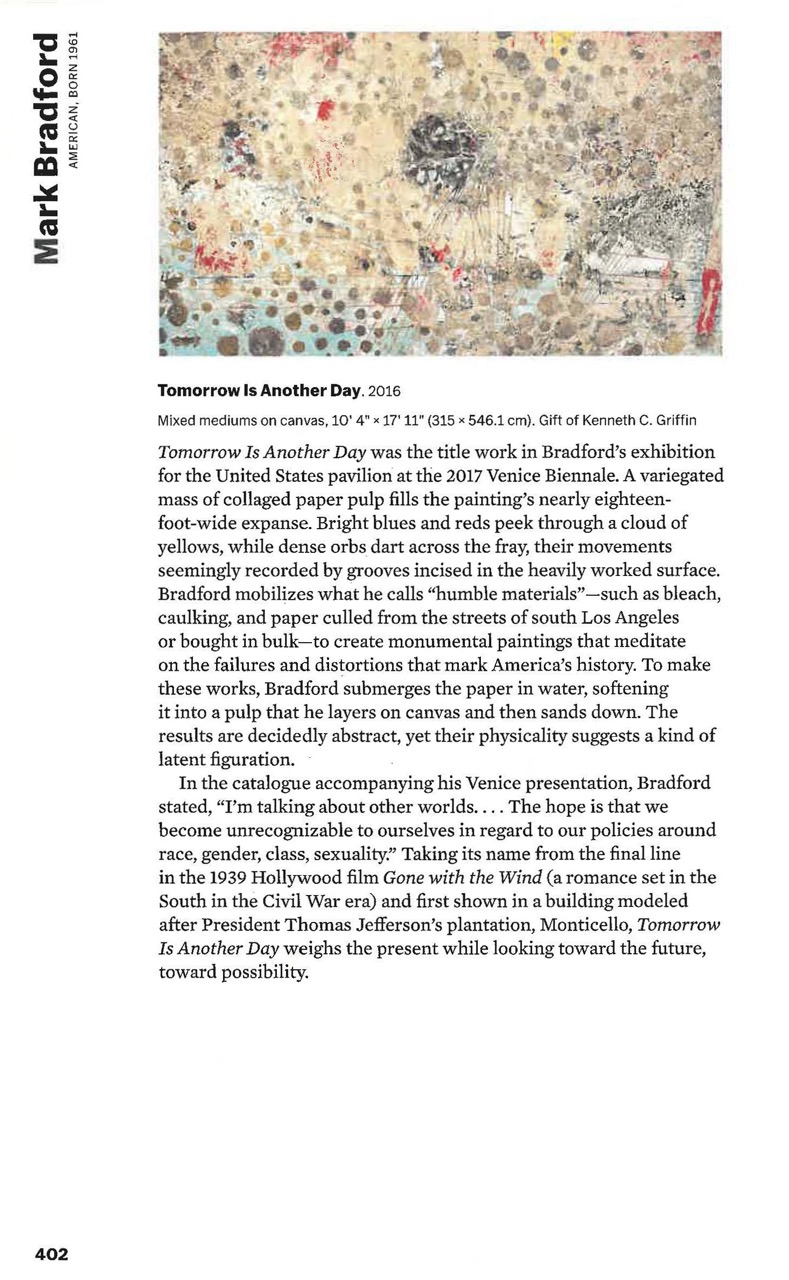 Mark Bradford
AMERICAN, BORN 1961
Tomorrow Is Another Day. 2016
Mixed mediums on canvas, 10' 4" × 17' 11" (315 × 546.1 cm). Gift of Kenneth C. Griffin
Tomorrow Is Another Day was the title work in Bradford’s exhibition
for the United States pavilion at the 2017 Venice Biennale. A variegated
mass of collaged paper pulp fills the painting’s nearly eighteen-
foot-wide expanse. Bright blues and reds peek through a cloud of
yellows, while dense orbs dart across the fray, their movements
seemingly recorded by grooves incised in the heavily worked surface.
Bradford mobilizes what he calls “humble materials”—such as bleach,
caulking, and paper culled from the streets of south Los Angeles
or bought in bulk—to create monumental paintings that meditate
on the failures and distortions that mark America’s history. To make
these works, Bradford submerges the paper in water, softening
it into a pulp that he layers on canvas and then sands down. The
results are decidedly abstract, yet their physicality suggests a kind of
latent figuration.
In the catalogue accompanying his Venice presentation, Bradford
stated, “I’m talking about other worlds. . . . The hope is that we
become unrecognizable to ourselves in regard to our policies around
race, gender, class, sexuality.” Taking its name from the final line
in the 1939 Hollywood film Gone with the Wind (a romance set in the
South in the Civil War era) and first shown in a building modeled
after President Thomas Jefferson’s plantation, Monticello, Tomorrow
Is Another Day weighs the present while looking toward the future,
toward possibility.
402